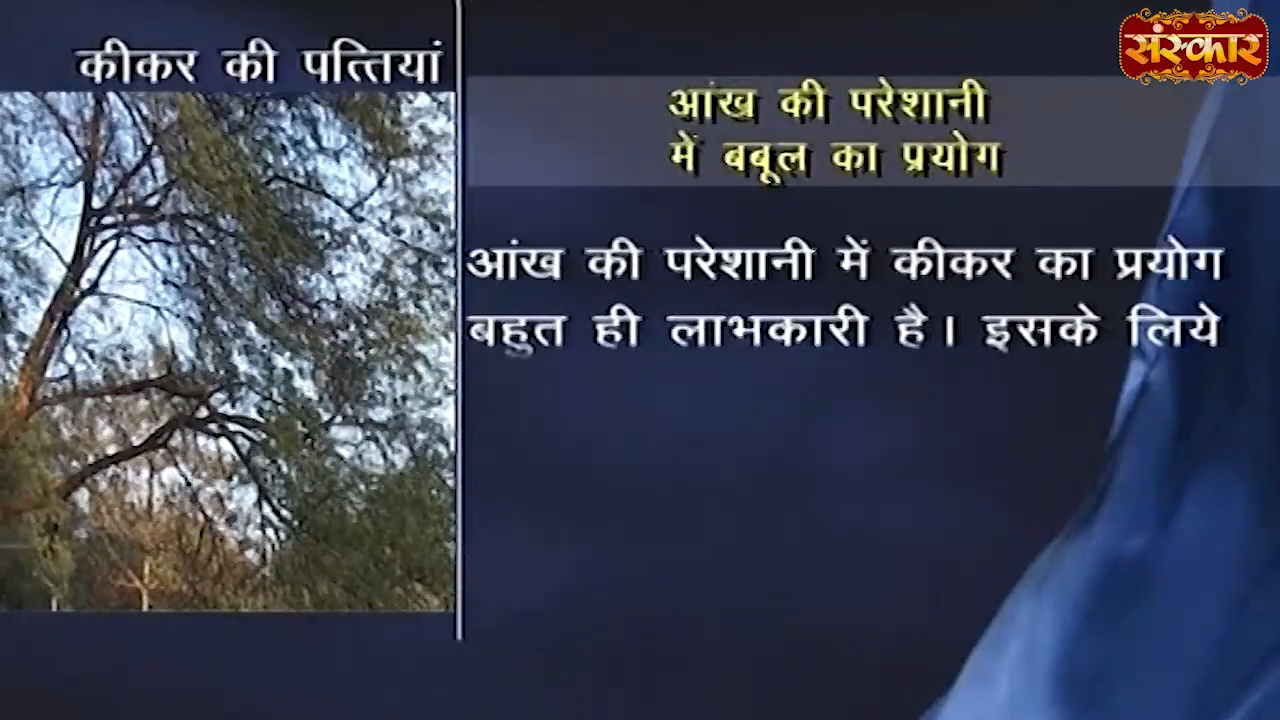 संस्कार
कीकर की पत्तियां
आंख की परेशानी
में बबूल का प्रयोग
आंख की परेशानी में कीकर का प्रयोग
बहुत ही लाभकारी है। इसके लिये